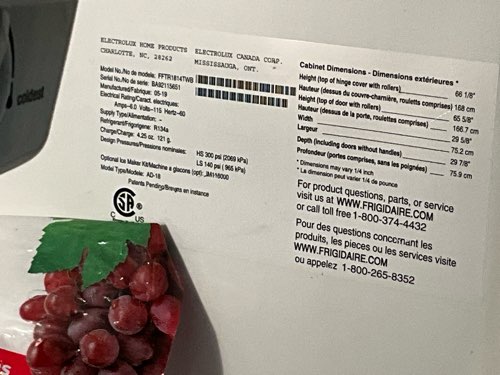 coldest
ELECTROLUX HOME PRODUCTS ELECTROLUX CANADA CORP.
CHARLOTTE, NC, 28262 MISSISSAUGA, ONT.
Model No./No de modele: FFTR1814TWB
Serial No./No de serie: BA92115651
Manufactured/Fabrique: 05-19
Electrical Rating/Caract. electriques:
Amps-6.0 Volts-115 Hertz-60
Supply Type/Alimentation: -
Refrigerant/Frigorigene: R134a
Charge/Charge: 4.25 oz. 121 g
Design Pressures/Pressions nominales:
HS 300 psi (2069 kPa)
LS 140 psi (965 kPa)
Optional Ice Maker Kit/Machine a glacons (opt): ,IM116000
Model Type/Modele: AD-18
Patents Pending/Brevets en instance
SA
C US
Cabinet Dimensions - Dimensions extérieures *
Height (top of hinge cover with rollers) 66 1/8"
Hauteur (dessus du couvre-charnière, roulettes comprises) 168 cm
Height (top of door with rollers) 65 5/8"
Hauteur (dessus de la porte, roulettes comprises) 166,7 cm
Width 29 5/8"
Largeur 75.2 cm
Depth (including doors without handles) 29 7/8"
Profondeur (portes comprises, sans les poignées) 75.9 cm
* Dimensions may vary 1/4 inch
* La dimension peut varier 1/4 de pounce
For product questions, parts, or service
visit us at WWW.FRIGIDAIRE.COM
or call toll free 1-800-374-4432
Pour des questions concernant les
produits, les pieces ou les services visite
WWW.FRIGIDAIRE.COM
ou appelez 1-800-265-8352